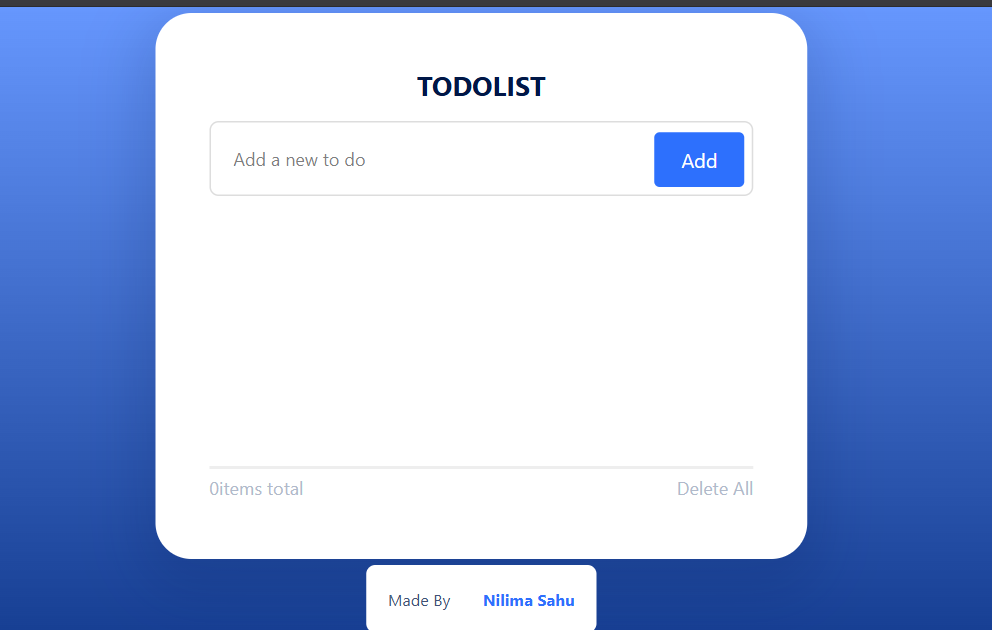 TODOLIST
Add a new to do
Add
0items total
Delete All
Made By Nilima Sahu